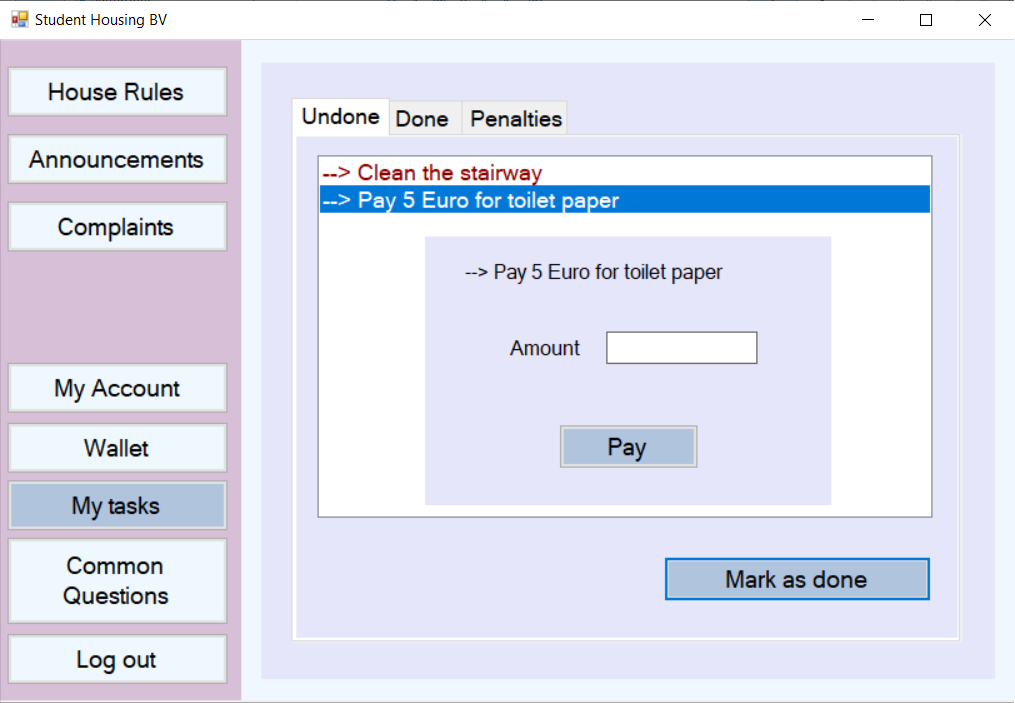 Student Housing BV
House Rules
Announcements
Complaints
My Account
Wallet
My tasks
Common
Questions
Log out
Undone
Done
Penalties
--> Clean the stairway
--> Pay 5 Euro for toilet paper
--> Pay 5 Euro for toilet paper
Amount
Pay
Mark as done